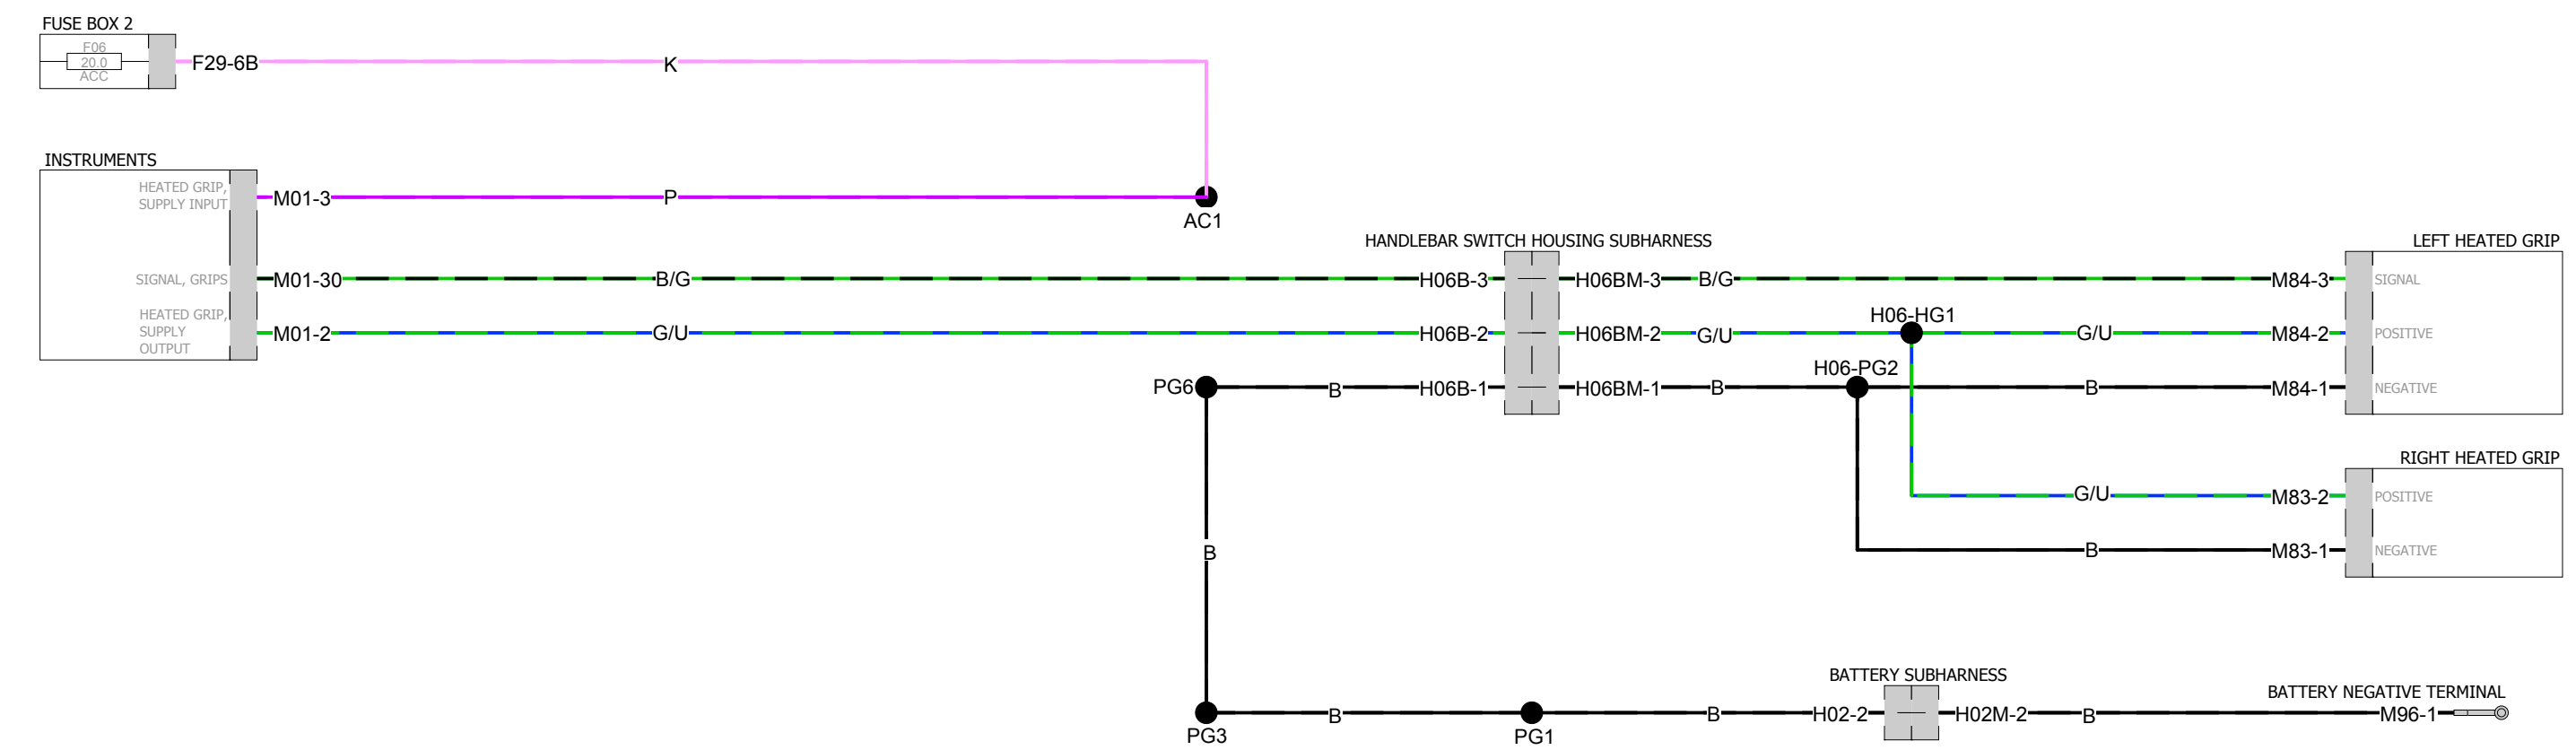 FUSE BOX 2
F06
20.0
ACC
F29-6B
K
INSTRUMENTS
HEATED GRIP,
SUPPLY INPUT
M01-3
P
AC1
HANDLEBAR SWITCH HOUSING SUBHARNESS
LEFT HEATED GRIP
SIGNAL, GRIPS
M01-30
B/G
H06B-3
H06BM-3
B/G
M84-3
SIGNAL
HEATED GRIP,
SUPPLY
OUTPUT
M01-2
G/U
H06B-2
H06BM-2
G/U
H06-HG1
G/U
M84-2
POSITIVE
PG6
B
H06B-1
H06BM-1
B
H06-PG2
B
M84-1
NEGATIVE
RIGHT HEATED GRIP
G/U
M83-2
POSITIVE
B
B
M83-1
NEGATIVE
BATTERY SUBHARNESS
BATTERY NEGATIVE TERMINAL
PG3
B
PG1
B
H02-2
H02M-2
B
M96-1